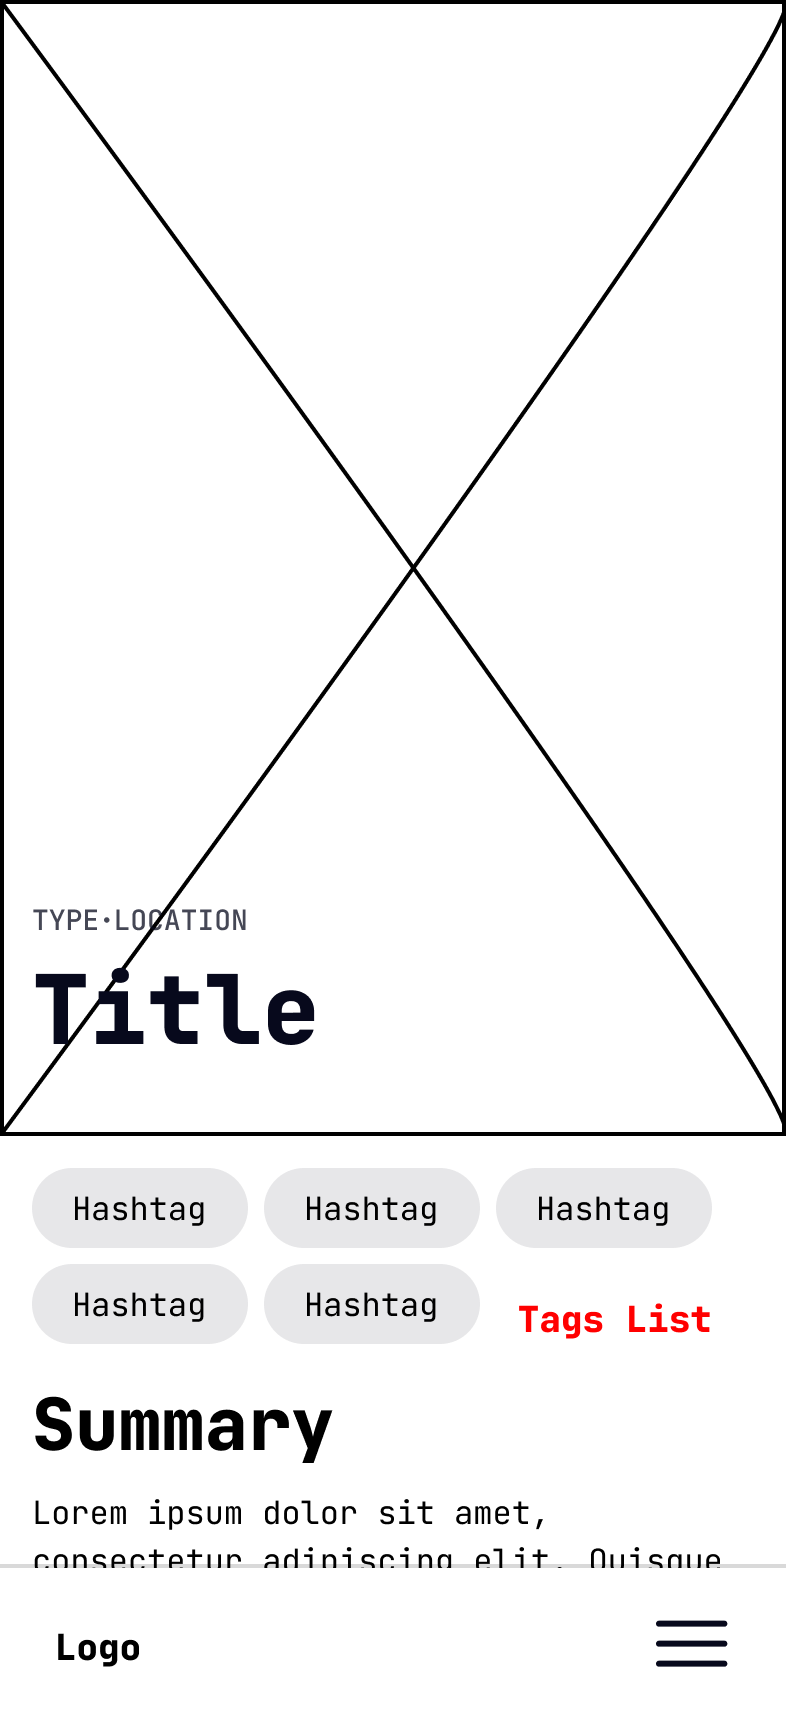 TYPE·LOCATION
Title
Hashtag Hashtag Hashtag
Hashtag Hashtag Tags List
Summary
Lorem ipsum dolor sit amet,
consectetur adipiscing elit. Quisque
Logo